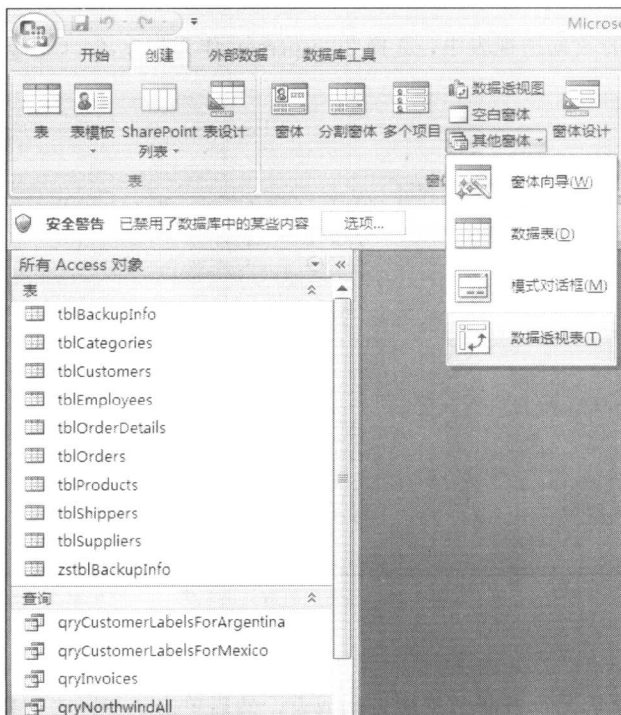 Microso
开始 创建 外部数据 数据库工具
表 表模板 SharePoint 列表 表设计
窗体 分割窗体 多个项目
数据透视图
空白窗体
其他窗体
窗体设计
表
窗体向导(W)
数据表(D)
模式对话框(M)
数据透视表(T)
安全警告 已禁用了数据库中的某些内容 选项...
所有 Access 对象
表
tblBackupInfo
tblCategories
tblCustomers
tblEmployees
tblOrderDetails
tblOrders
tblProducts
tblShippers
tblSuppliers
zstblBackupInfo
查询
qryCustomerLabelsForArgentina
qryCustomerLabelsForMexico
qryInvoices
qryNorthwindAll